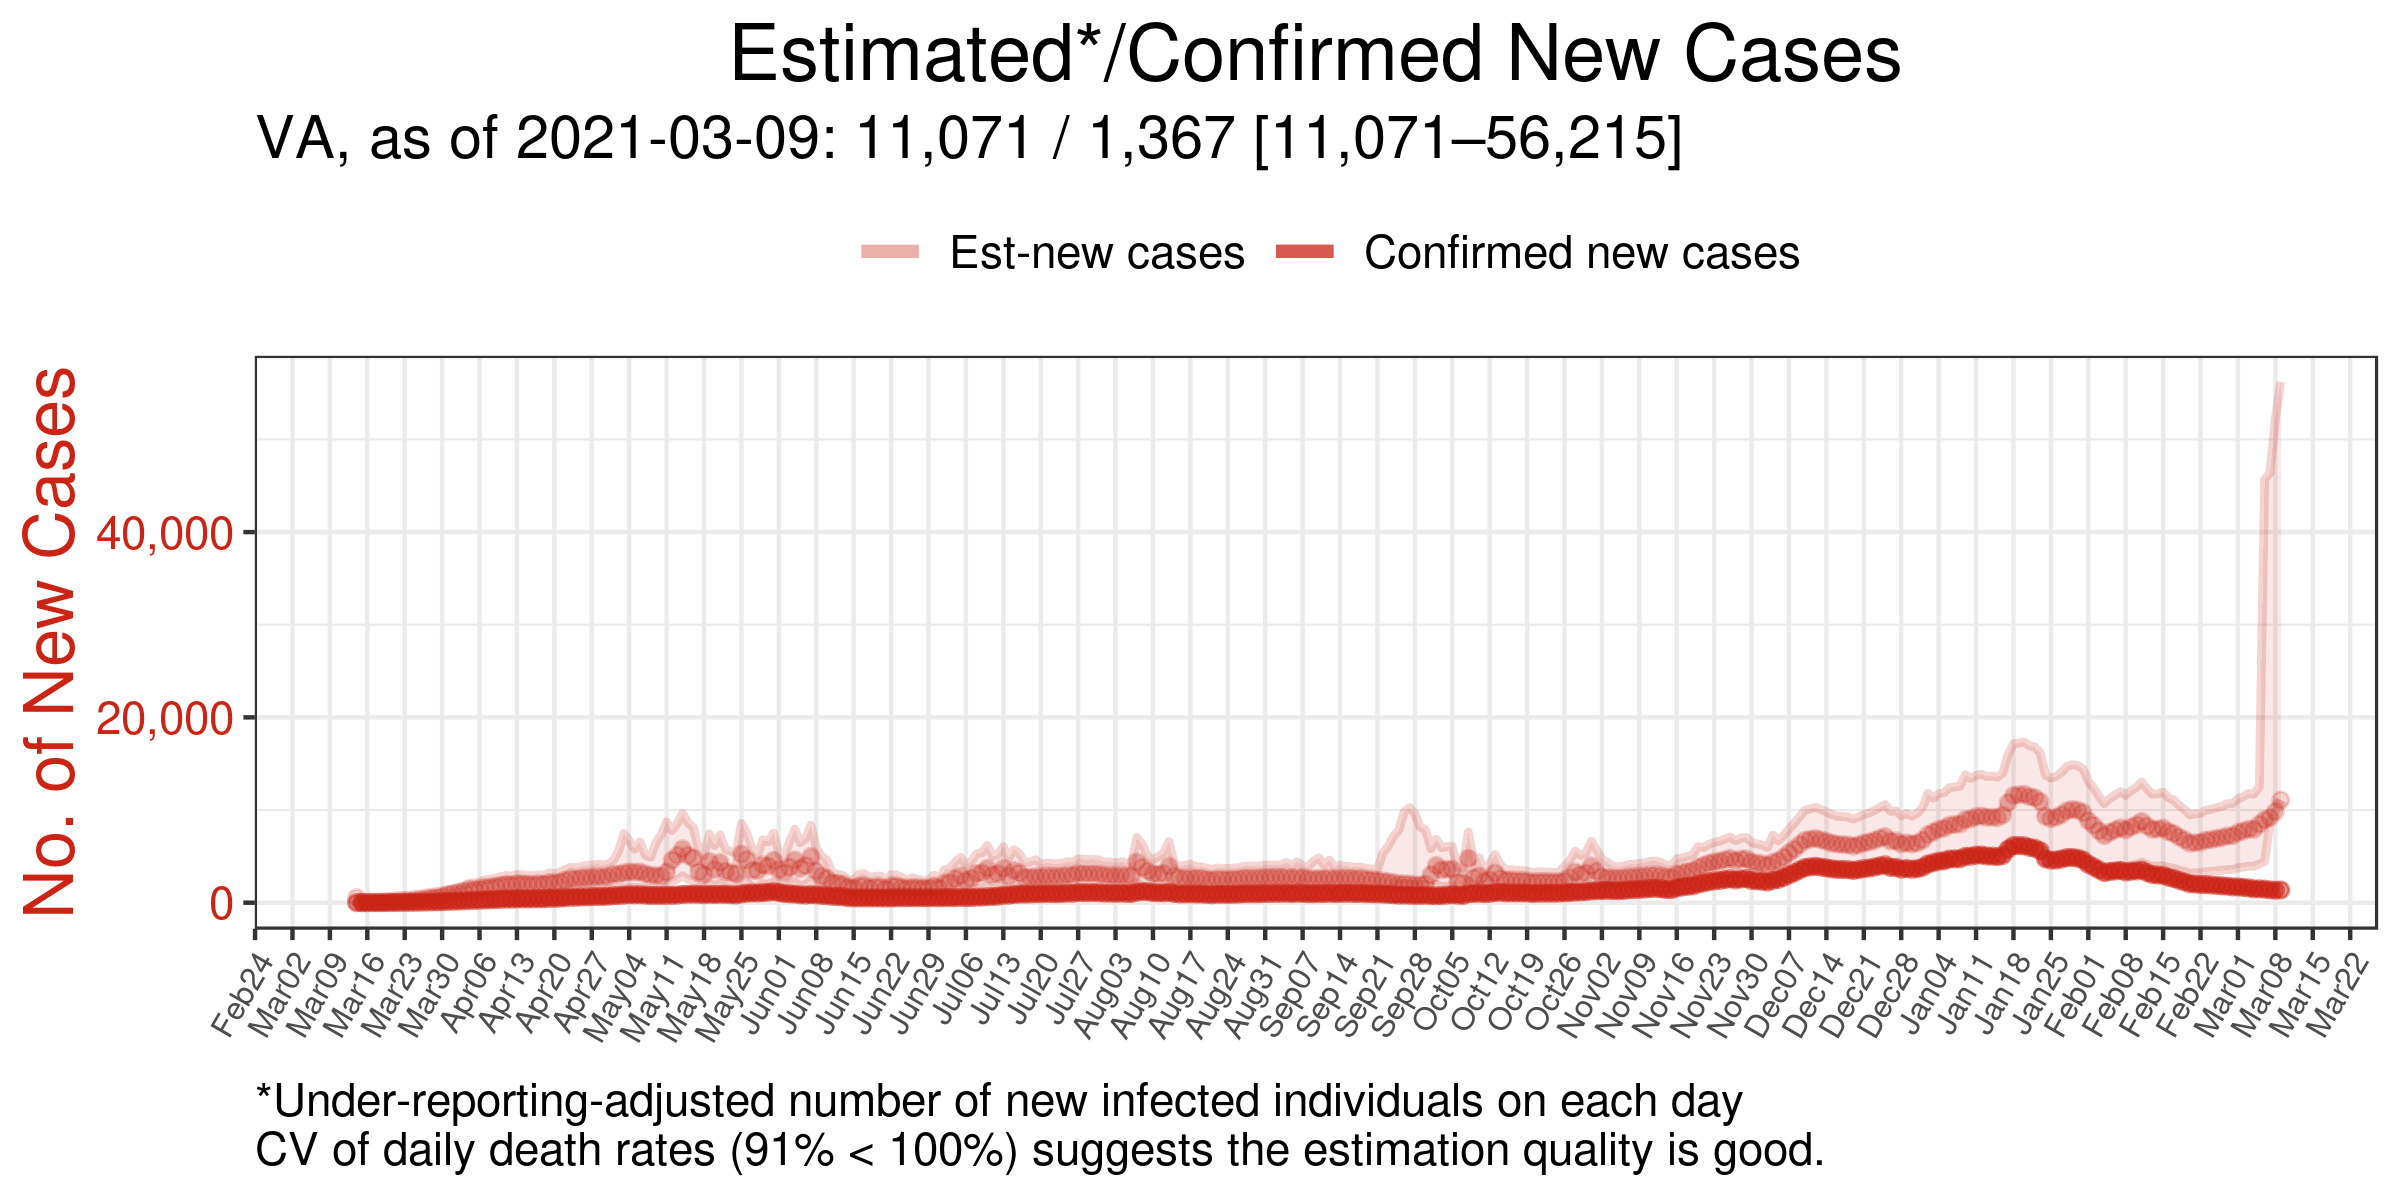 Estimated*/Confirmed New Cases
VA, as of 2021-03-09: 11,071 / 1,367 [11,071–56,215]
Est-new cases
Confirmed new cases
No. of New Cases
40,000
20,000
0
Feb24
Mar02
Mar09
Mar16
Mar23
Mar30
Apr06
Apr13
Apr20
Apr27
May04
May11
May18
May25
Jun01
Jun08
Jun15
Jun22
Jun29
Jul06
Jul13
Jul20
Jul27
Aug03
Aug10
Aug17
Aug24
Aug31
Sep07
Sep14
Sep21
Sep28
Oct05
Oct12
Oct19
Oct26
Nov02
Nov09
Nov16
Nov23
Nov30
Dec07
Dec14
Dec21
Dec28
Jan04
Jan11
Jan18
Jan25
Feb01
Feb08
Feb15
Feb22
Mar01
Mar08
Mar15
Mar22
*Under-reporting-adjusted number of new infected individuals on each day
CV of daily death rates (91% < 100%) suggests the estimation quality is good.